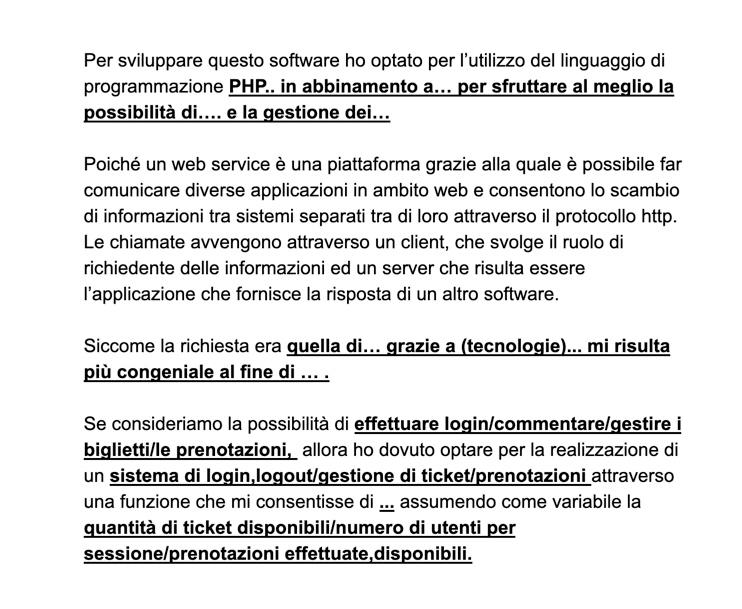 Per sviluppare questo software ho optato per l’utilizzo del linguaggio di
programmazione PHP.. in abbinamento a… per sfruttare al meglio la
possibilità di…. e la gestione dei…
Poiché un web service è una piattaforma grazie alla quale è possibile far
comunicare diverse applicazioni in ambito web e consentono lo scambio
di informazioni tra sistemi separati tra di loro attraverso il protocollo http.
Le chiamate avvengono attraverso un client, che svolge il ruolo di
richiedente delle informazioni ed un server che risulta essere
l’applicazione che fornisce la risposta di un altro software.
Siccome la richiesta era quella di… grazie a (tecnologie)... mi risulta
più congeniale al fine di … .
Se consideriamo la possibilità di effettuare login/commentare/gestire i
biglietti/le prenotazioni, allora ho dovuto optare per la realizzazione di
un sistema di login,logout/gestione di ticket/prenotazioni attraverso
una funzione che mi consentisse di ... assumendo come variabile la
quantità di ticket disponibili/numero di utenti per
sessione/prenotazioni effettuate,disponibili.